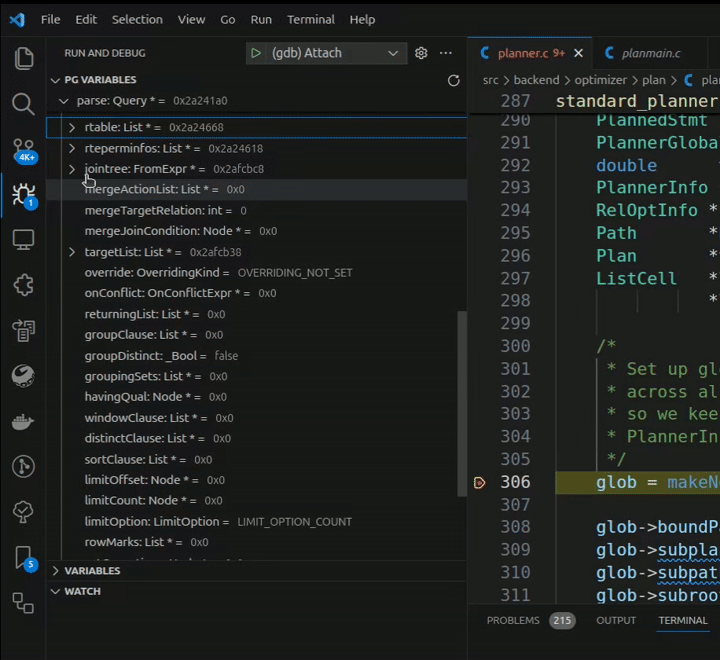 File Edit Selection View Go Run Terminal Help
RUN AND DEBUG (gdb) Attach ···
planner.c 9+ × planmain.c
PG VARIABLES
src > backend > optimizer > plan > plan
parse: Query * = 0x2a241a0
287 standard_planner
rtable: List * = 0x2a24668
290 PlannedStmt
rteperminfos: List * = 0x2a24618
291 PlannerGloba
jointree: FromExpr * = 0x2afcbc8
292 double
mergeActionList: List * = 0x0
293 PlannerInfo
mergeTargetRelation: int = 0
294 RelOptInfo *
mergeJoinCondition: Node * = 0x0
295 Path *
targetList: List * = 0x2afcb38
296 Plan *
override: OverridingKind = OVERRIDING_NOT_SET
297 ListCell *
onConflict: OnConflictExpr * = 0x0
298 *
returningList: List * = 0x0
299
groupClause: List * = 0x0
300 /*
groupDistinct: _Bool = false
301 * Set up glo
groupingSets: List * = 0x0
302 * across al
havingQual: Node * = 0x0
303 * so we kee
windowClause: List * = 0x0
304 * PlannerIn
distinctClause: List * = 0x0
305 */
sortClause: List * = 0x0
306 glob = makeNo
limitOffset: Node * = 0x0
307
limitCount: Node * = 0x0
308 glob->boundPa
limitOption: LimitOption = LIMIT_OPTION_COUNT
309 glob->subpla
rowMarks: List * = 0x0
310 glob->subpat
VARIABLES
311 glob->subroo
WATCH
PROBLEMS 215 OUTPUT TERMINAL
4K+
1
5